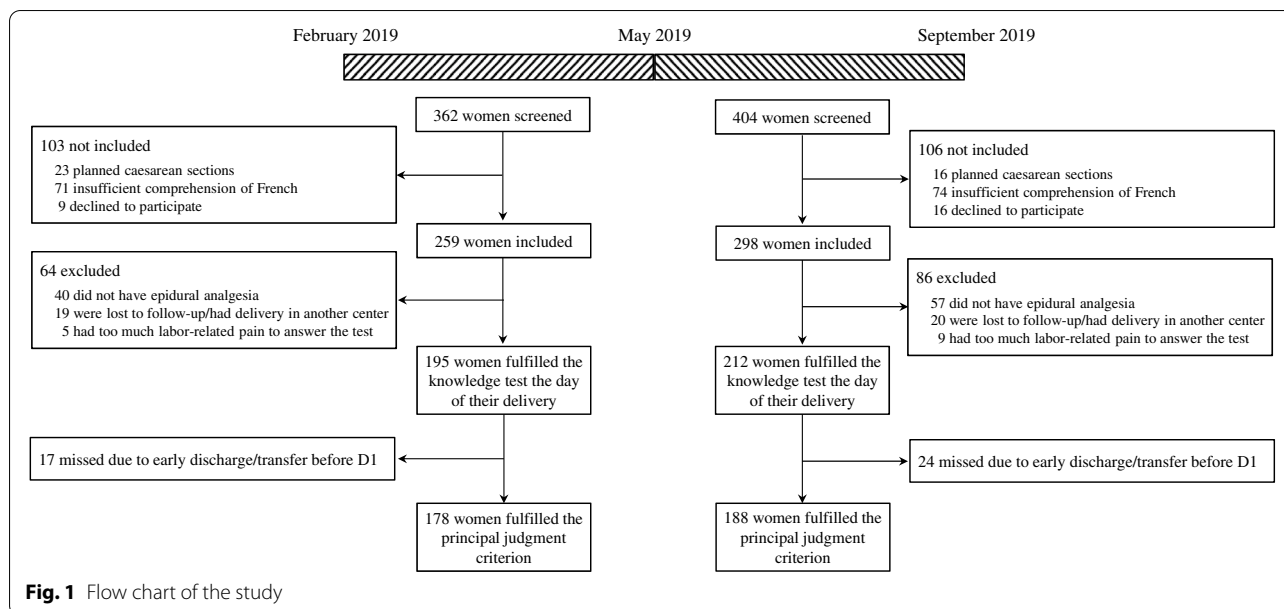 February 2019
May 2019
September 2019
362 women screened
103 not included
23 planned caesarean sections
71 insufficient comprehension of French
9 declined to participate
259 women included
64 excluded
40 did not have epidural analgesia
19 were lost to follow-up/had delivery in another center
5 had too much labor-related pain to answer the test
195 women fulfilled the
knowledge test the day
of their delivery
17 missed due to early discharge/transfer before D1
178 women fulfilled the
principal judgment
criterion
404 women screened
106 not included
16 planned caesarean sections
74 insufficient comprehension of French
16 declined to participate
298 women included
86 excluded
57 did not have epidural analgesia
20 were lost to follow-up/had delivery in another center
9 had too much labor-related pain to answer the test
212 women fulfilled the
knowledge test the day
of their delivery
24 missed due to early discharge/transfer before D1
188 women fulfilled the
principal judgment
criterion
Fig. 1 Flow chart of the study